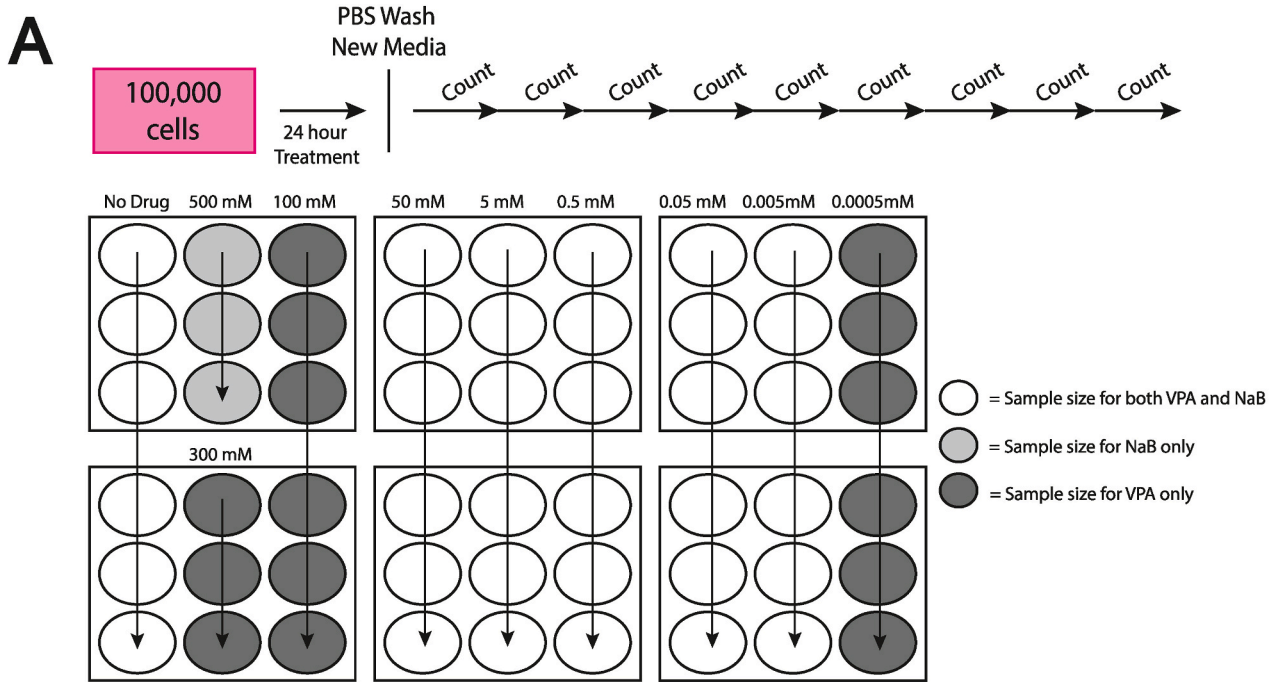 A
PBS Wash
New Media
100,000
cells
24 hour
Treatment
Count
Count
Count
Count
Count
Count
Count
Count
Count
No Drug
500 mM
100 mM
50 mM
5 mM
0.5 mM
0.05 mM
0.005mM
0.0005mM
= Sample size for both VPA and NaB
= Sample size for NaB only
= Sample size for VPA only
300 mM